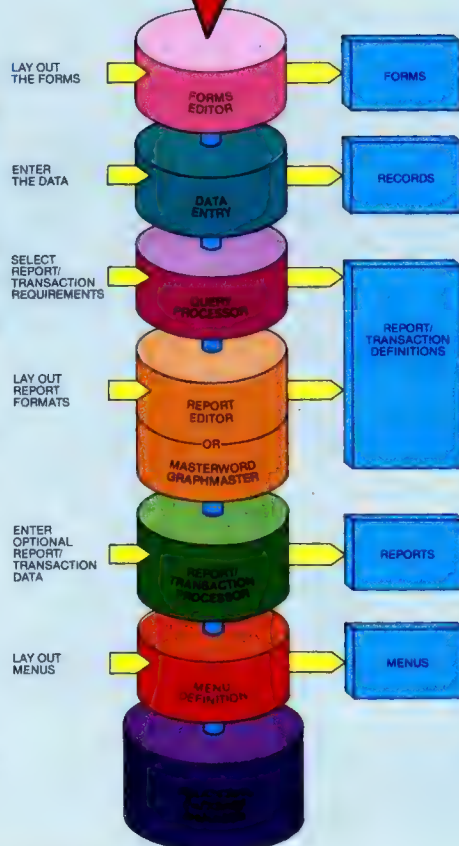 LAY OUT
THE FORMS
FORMS
EDITOR
FORMS
ENTER
THE DATA
DATA
ENTRY
RECORDS
SELECT
REPORT/
TRANSACTION
REQUIREMENTS
QUERY
PROCESSOR
REPORT/
TRANSACTION
DEFINITIONS
LAY OUT
REPORT
FORMATS
REPORT
EDITOR
OR
MASTERWORD
GRAPHMASTER
ENTER
OPTIONAL
REPORT/
TRANSACTION
DATA
REPORT/
TRANSACTION
PROCESSOR
REPORTS
LAY OUT
MENUS
MENU
DEFINITION
MENUS